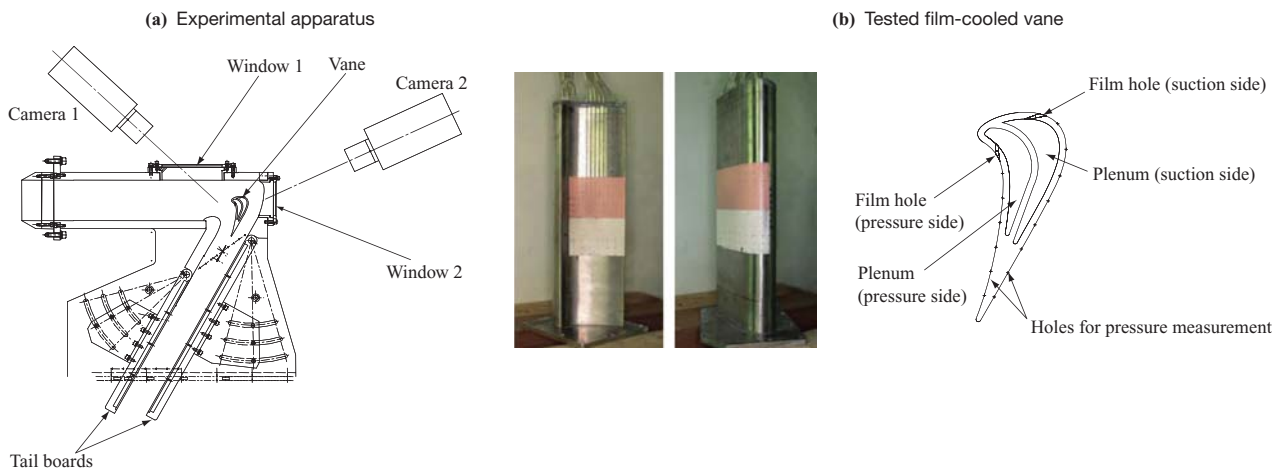 (a) Experimental apparatus
(b) Tested film-cooled vane
Window 1
Vane
Camera 2
Camera 1
Window 2
Tail boards
Film hole (suction side)
Plenum (suction side)
Film hole
(pressure side)
Plenum
(pressure side)
Holes for pressure measurement